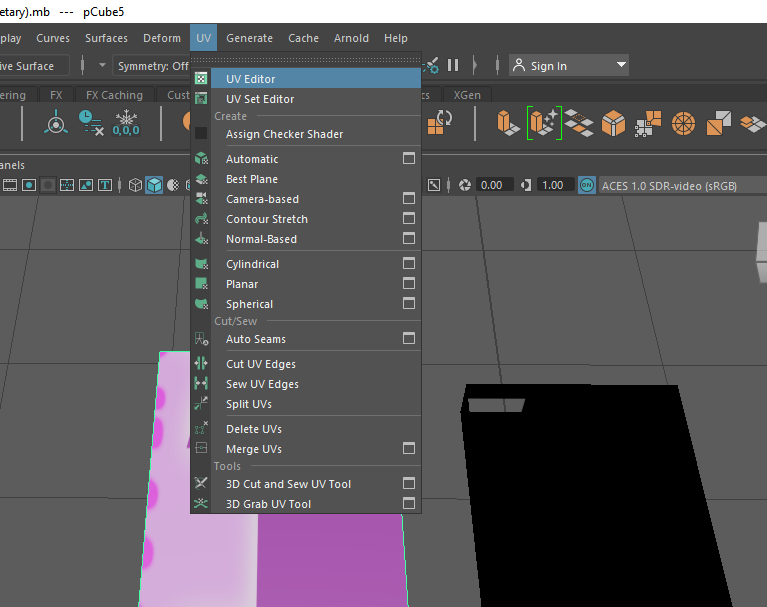 etary).mb --- pCube5
play Curves Surfaces Deform UV Generate Cache Arnold Help
ive Surface Symmetry: Off Sign In
ering FX FX Caching Cust cs XGen
0,0,0
UV Editor
UV Set Editor
Create
Assign Checker Shader
anels
Automatic
Best Plane
T 0.00 1.00 ON ACES 1.0 SDR-video (sRGB)
Camera-based
Contour Stretch
Normal-Based
Cylindrical
Planar
Spherical
Cut/Sew
Auto Seams
Cut UV Edges
Sew UV Edges
Split UVs
Delete UVs
Merge UVs
Tools
3D Cut and Sew UV Tool
3D Grab UV Tool